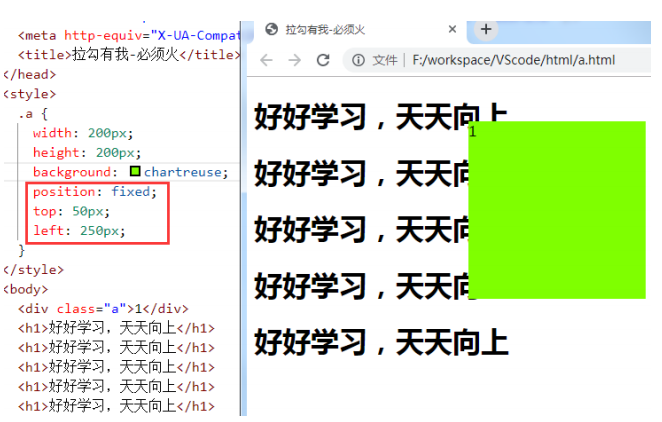 <meta http-equiv="X-UA-Compat
<title>拉勾有我-必须火</title>
</head>
<style>
.a {
width: 200px;
height: 200px;
background: chartreuse;
position: fixed;
top: 50px;
left: 250px;
}
</style>
<body>
<div class="a">1</div>
<h1>好好学习，天天向上</h1>
<h1>好好学习，天天向上</h1>
<h1>好好学习，天天向上</h1>
<h1>好好学习，天天向上</h1>
<h1>好好学习，天天向上</h1>
拉勾有我-必须火
文件 | F:/workspace/VScode/html/a.html
好好学习，天天向上
1
好好学习，天天
好好学习，天天
好好学习，天天
好好学习，天天向上